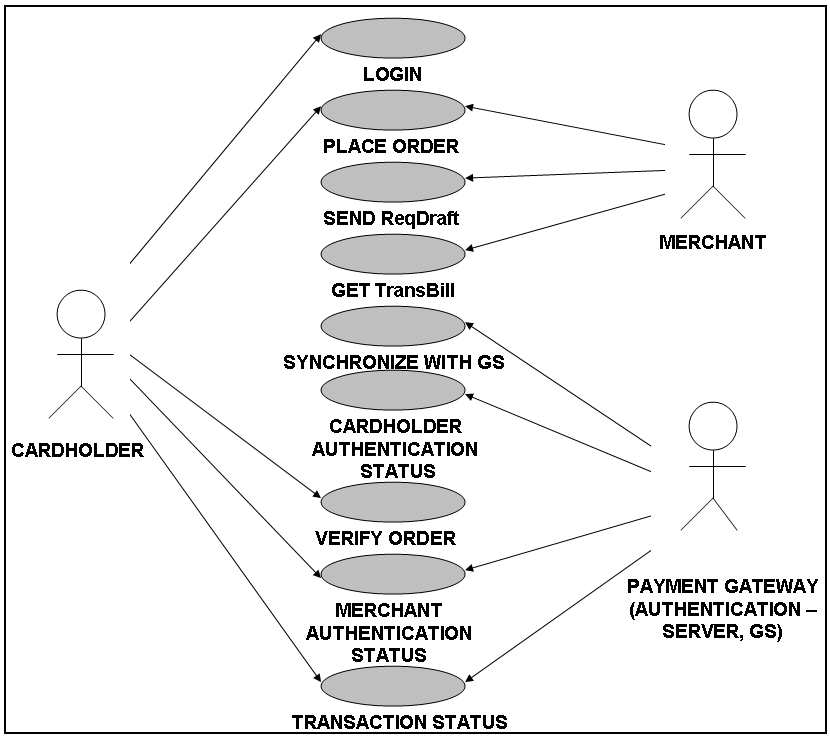 LOGIN
PLACE ORDER
SEND ReqDraft
MERCHANT
GET TransBill
SYNCHRONIZE WITH GS
CARDHOLDER
AUTHENTICATION
STATUS
CARDHOLDER
VERIFY ORDER
PAYMENT GATEWAY
(AUTHENTICATION –
SERVER, GS)
MERCHANT
AUTHENTICATION
STATUS
TRANSACTION STATUS